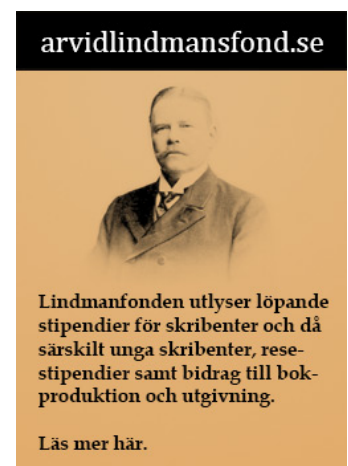 arvidlindmansfond.se
Lindmanfonden utlyser löpande
stipendier för skribenter och då
särskilt unga skribenter, rese-
stipendier samt bidrag till bok-
produktion och utgivning.
Läs mer här.